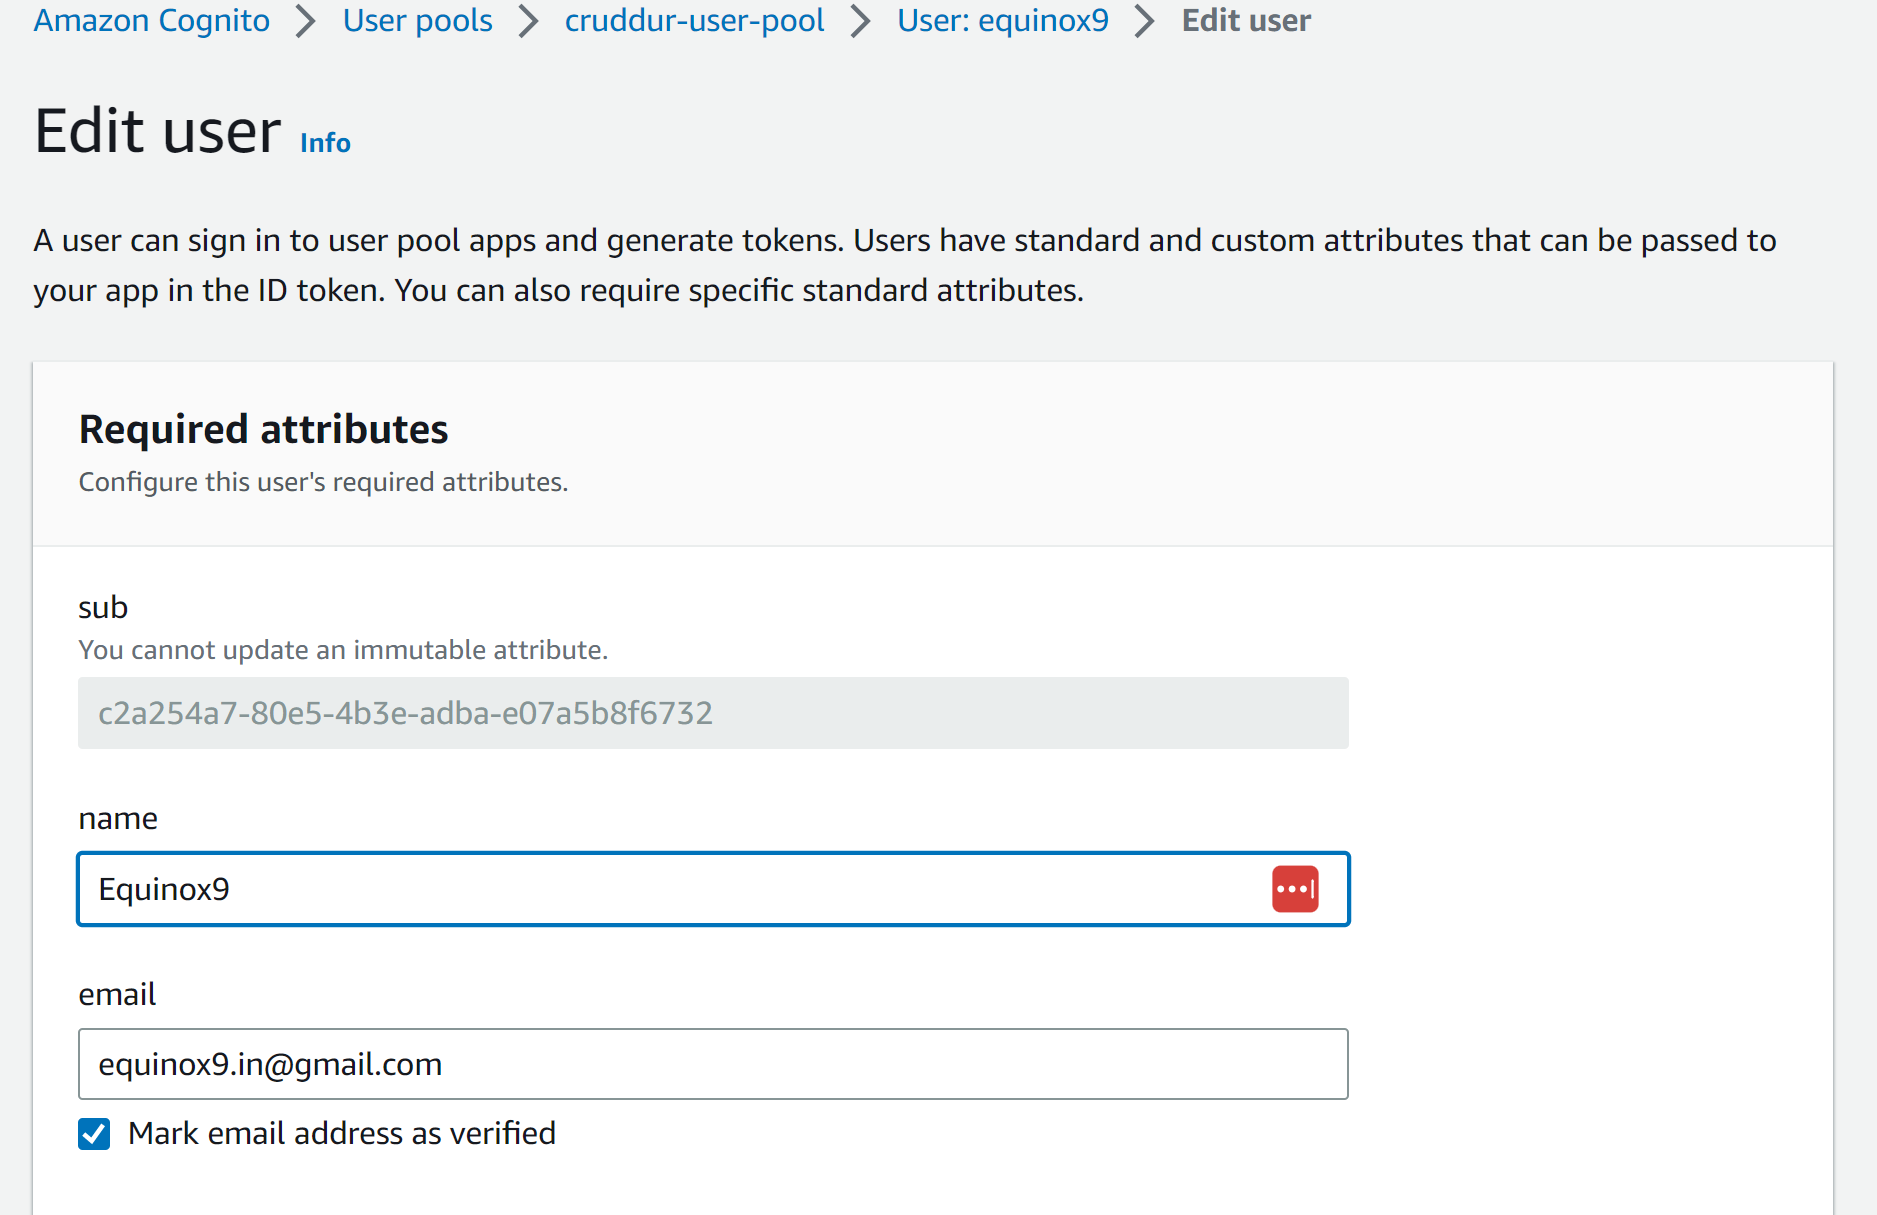 Amazon Cognito > User pools > cruddur-user-pool > User: equinox9 > Edit user
Edit user Info
A user can sign in to user pool apps and generate tokens. Users have standard and custom attributes that can be passed to
your app in the ID token. You can also require specific standard attributes.
Required attributes
Configure this user's required attributes.
sub
You cannot update an immutable attribute.
c2a254a7-80e5-4b3e-adba-e07a5b8f6732
name
Equinox9
email
equinox9.in@gmail.com
Mark email address as verified